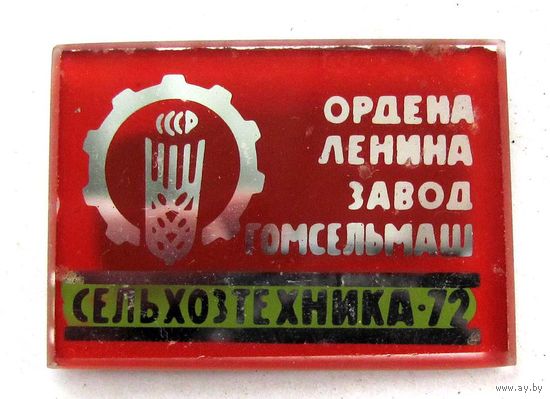 СССР
ОРДЕНА
ЛЕНИНА
ЗАВОД
ГОМСЕЛЬМАШ
СЕЛЬХОЗТЕХНИКА·72
www.ay.by